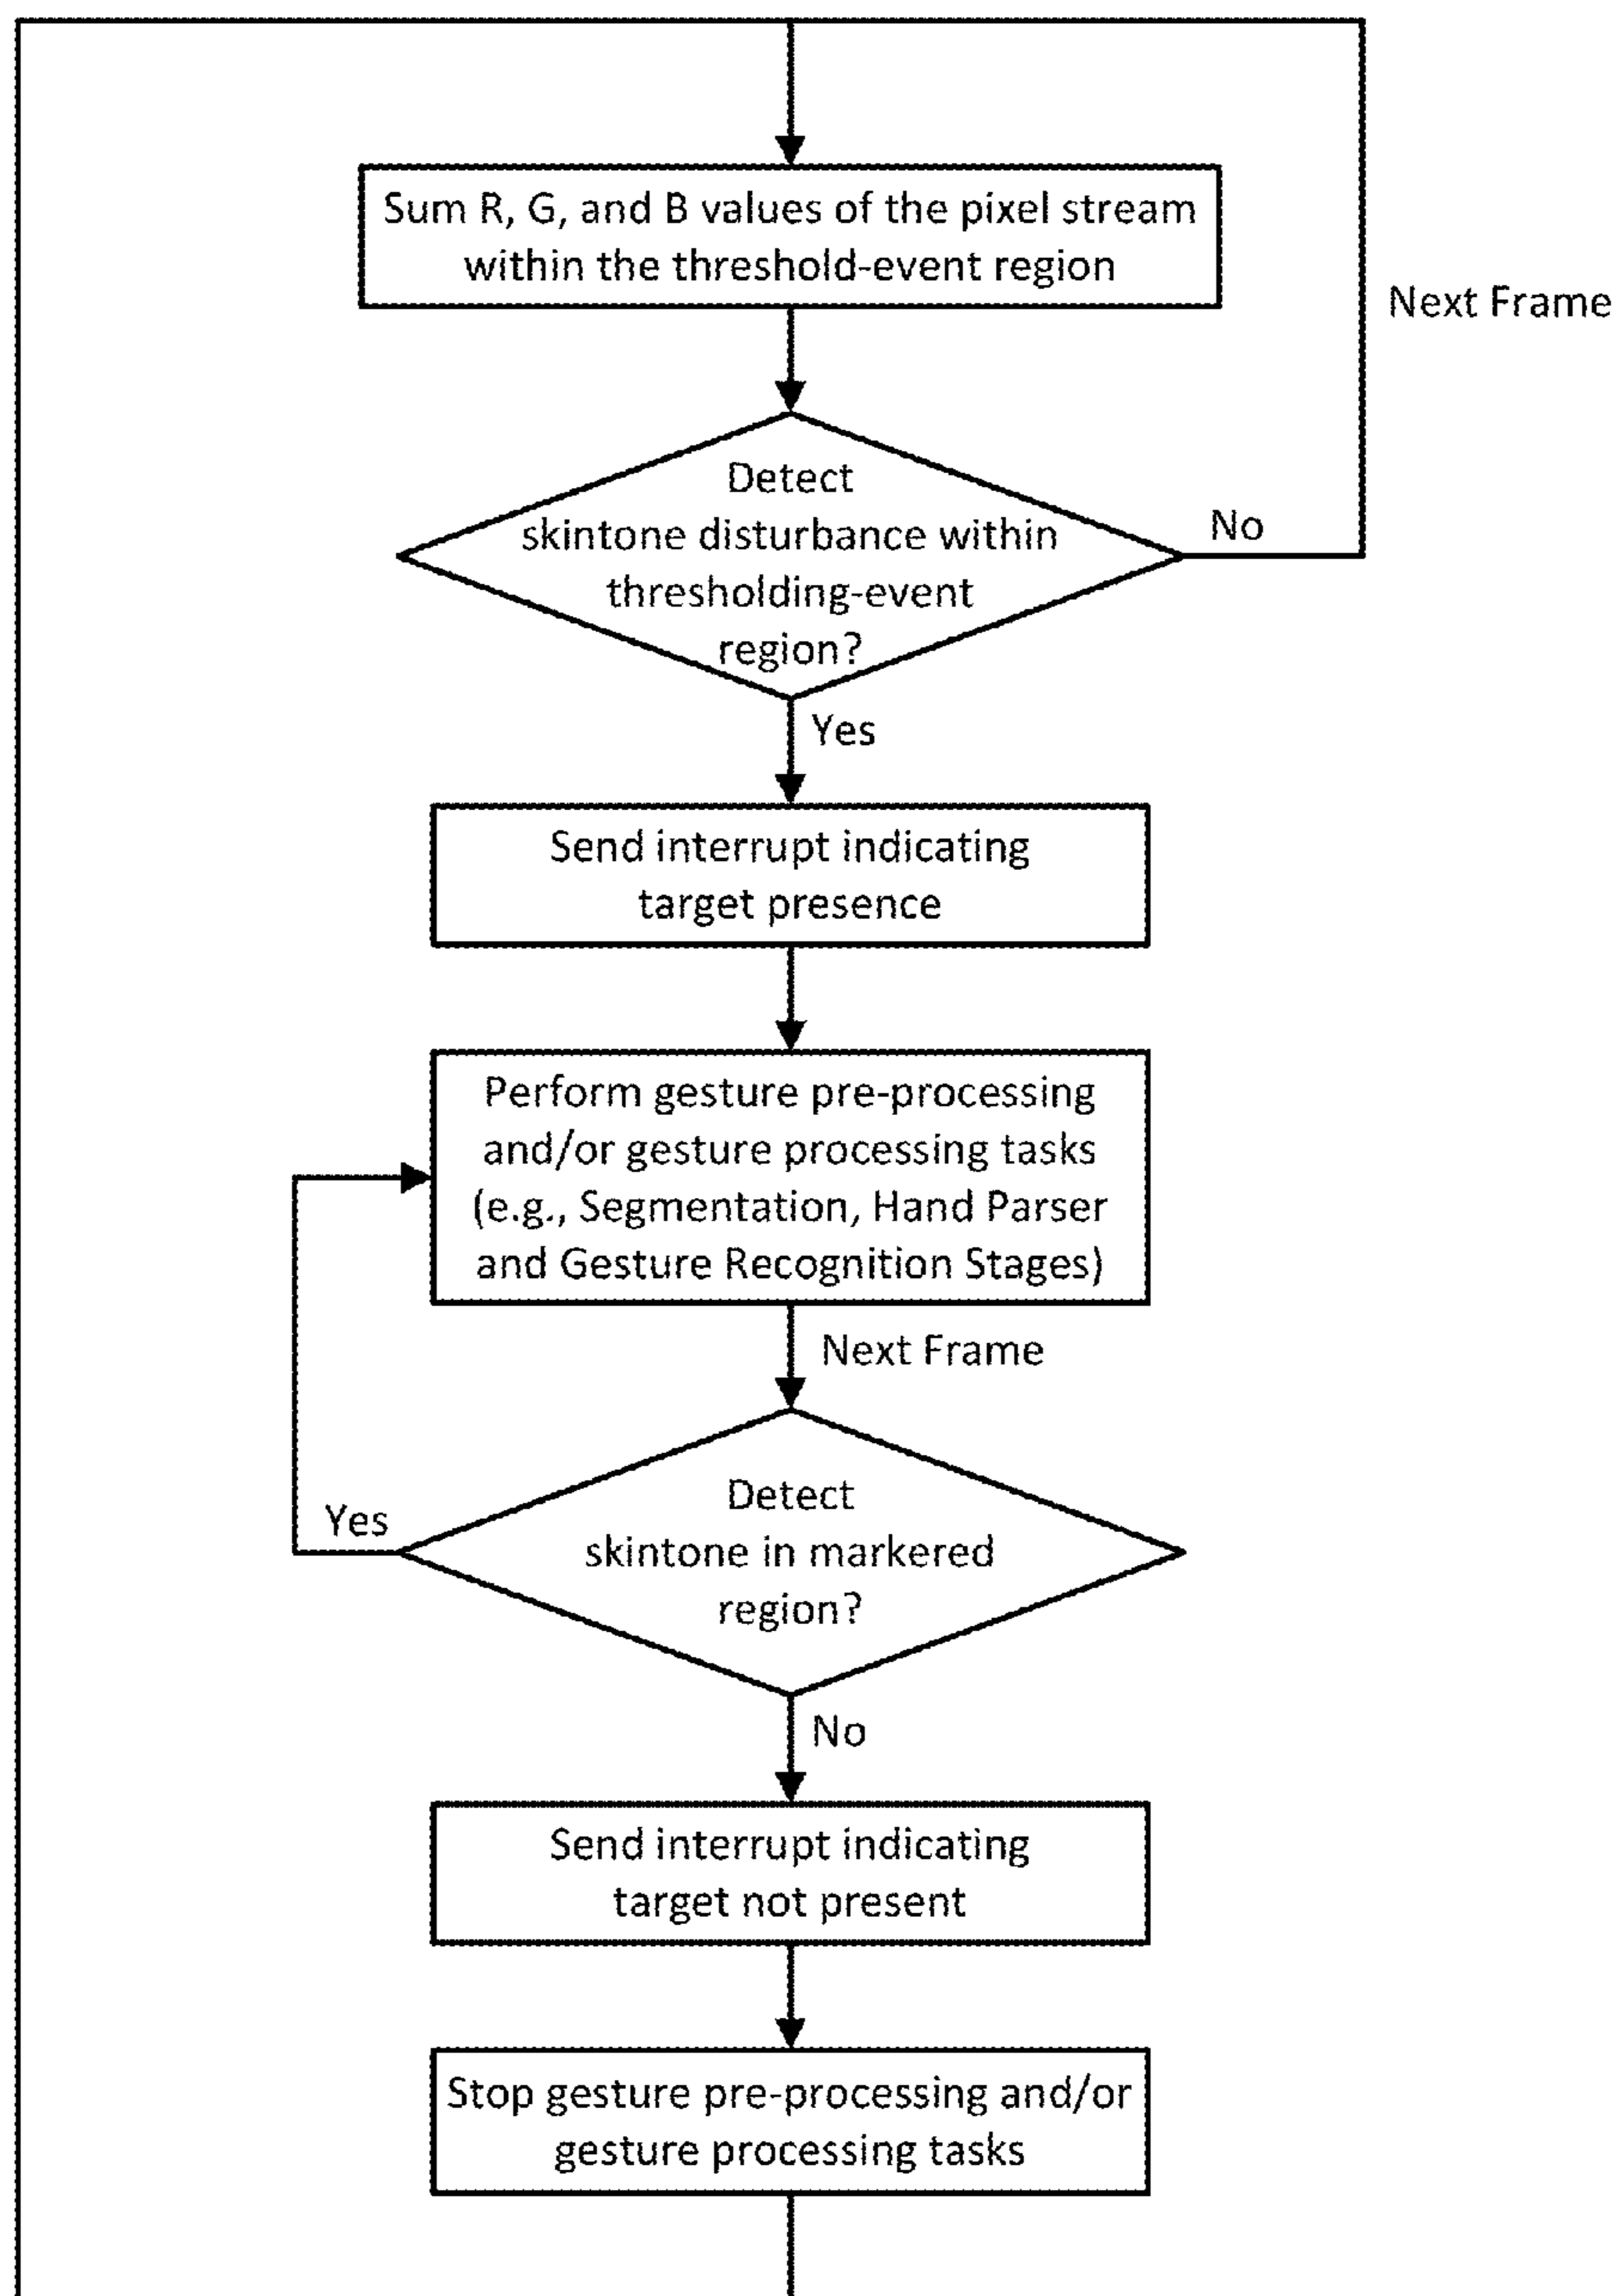 Sum R, G, and B values of the pixel stream
within the threshold-event region
Next Frame
Detect
skintone disturbance within
thresholding-event
region?
No
Yes
Send interrupt indicating
target presence
Perform gesture pre-processing
and/or gesture processing tasks
(e.g., Segmentation, Hand Parser
and Gesture Recognition Stages)
Next Frame
Detect
skintone in markered
region?
Yes
No
Send interrupt indicating
target not present
Stop gesture pre-processing and/or
gesture processing tasks